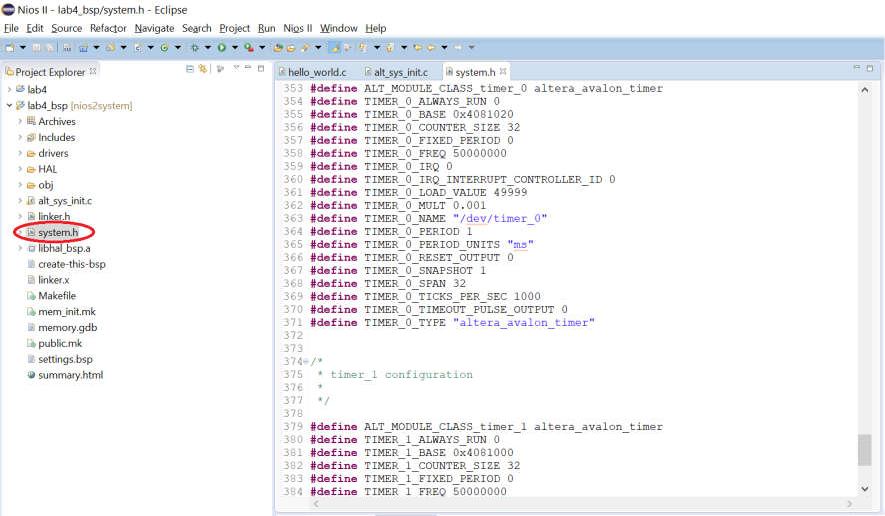 Nios II - lab4_bsp/system.h - Eclipse
File Edit Source Refactor Navigate Search Project Run Nios II Window Help
Project Explorer
lab4
lab4_bsp [nios2system]
Archives
Includes
drivers
HAL
obj
alt_sys_init.c
linker.h
system.h
libhal_bsp.a
create-this-bsp
linker.x
Makefile
mem_init.mk
memory.gdb
public.mk
settings.bsp
summary.html
hello_world.c alt_sys_init.c system.h
353 #define ALT_MODULE_CLASS_timer_0 altera_avalon_timer
354 #define TIMER_0_ALWAYS_RUN 0
355 #define TIMER_0_BASE 0x4081020
356 #define TIMER_0_COUNTER_SIZE 32
357 #define TIMER_0_FIXED_PERIOD 0
358 #define TIMER_0_FREQ 50000000
359 #define TIMER_0_IRQ 0
360 #define TIMER_0_IRQ_INTERRUPT_CONTROLLER_ID 0
361 #define TIMER_0_LOAD_VALUE 49999
362 #define TIMER_0_MULT 0.001
363 #define TIMER_0_NAME "/dev/timer_0"
364 #define TIMER_0_PERIOD 1
365 #define TIMER_0_PERIOD_UNITS "ms"
366 #define TIMER_0_RESET_OUTPUT 0
367 #define TIMER_0_SNAPSHOT 1
368 #define TIMER_0_SPAN 32
369 #define TIMER_0_TICKS_PER_SEC 1000
370 #define TIMER_0_TIMEOUT_PULSE_OUTPUT 0
371 #define TIMER_0_TYPE "altera_avalon_timer"
372
373
374 /*
375 * timer_1 configuration
376 *
377 */
378
379 #define ALT_MODULE_CLASS_timer_1 altera_avalon_timer
380 #define TIMER_1_ALWAYS_RUN 0
381 #define TIMER_1_BASE 0x4081000
382 #define TIMER_1_COUNTER_SIZE 32
383 #define TIMER_1_FIXED_PERIOD 0
384 #define TIMER_1_FREQ 50000000